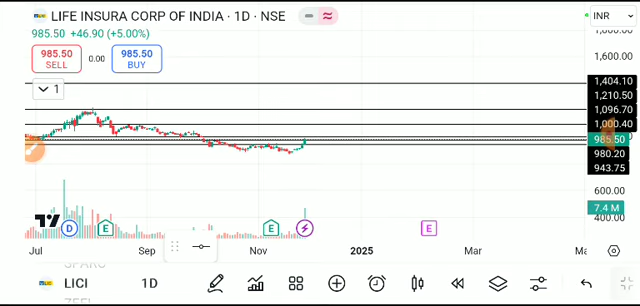 LIFE INSURA CORP OF INDIA · 1D · NSE
INR
985.50 +46.90 (+5.00%)
985.50
SELL
0.00
985.50
BUY
1
1,600.00
1,404.10
1,210.50
1,096.70
1,000.40
985.50
980.20
943.75
600.00
7.4 M
400.00
D
E
E
E
Jul
Sep
Nov
2025
Mar
LICI
1D